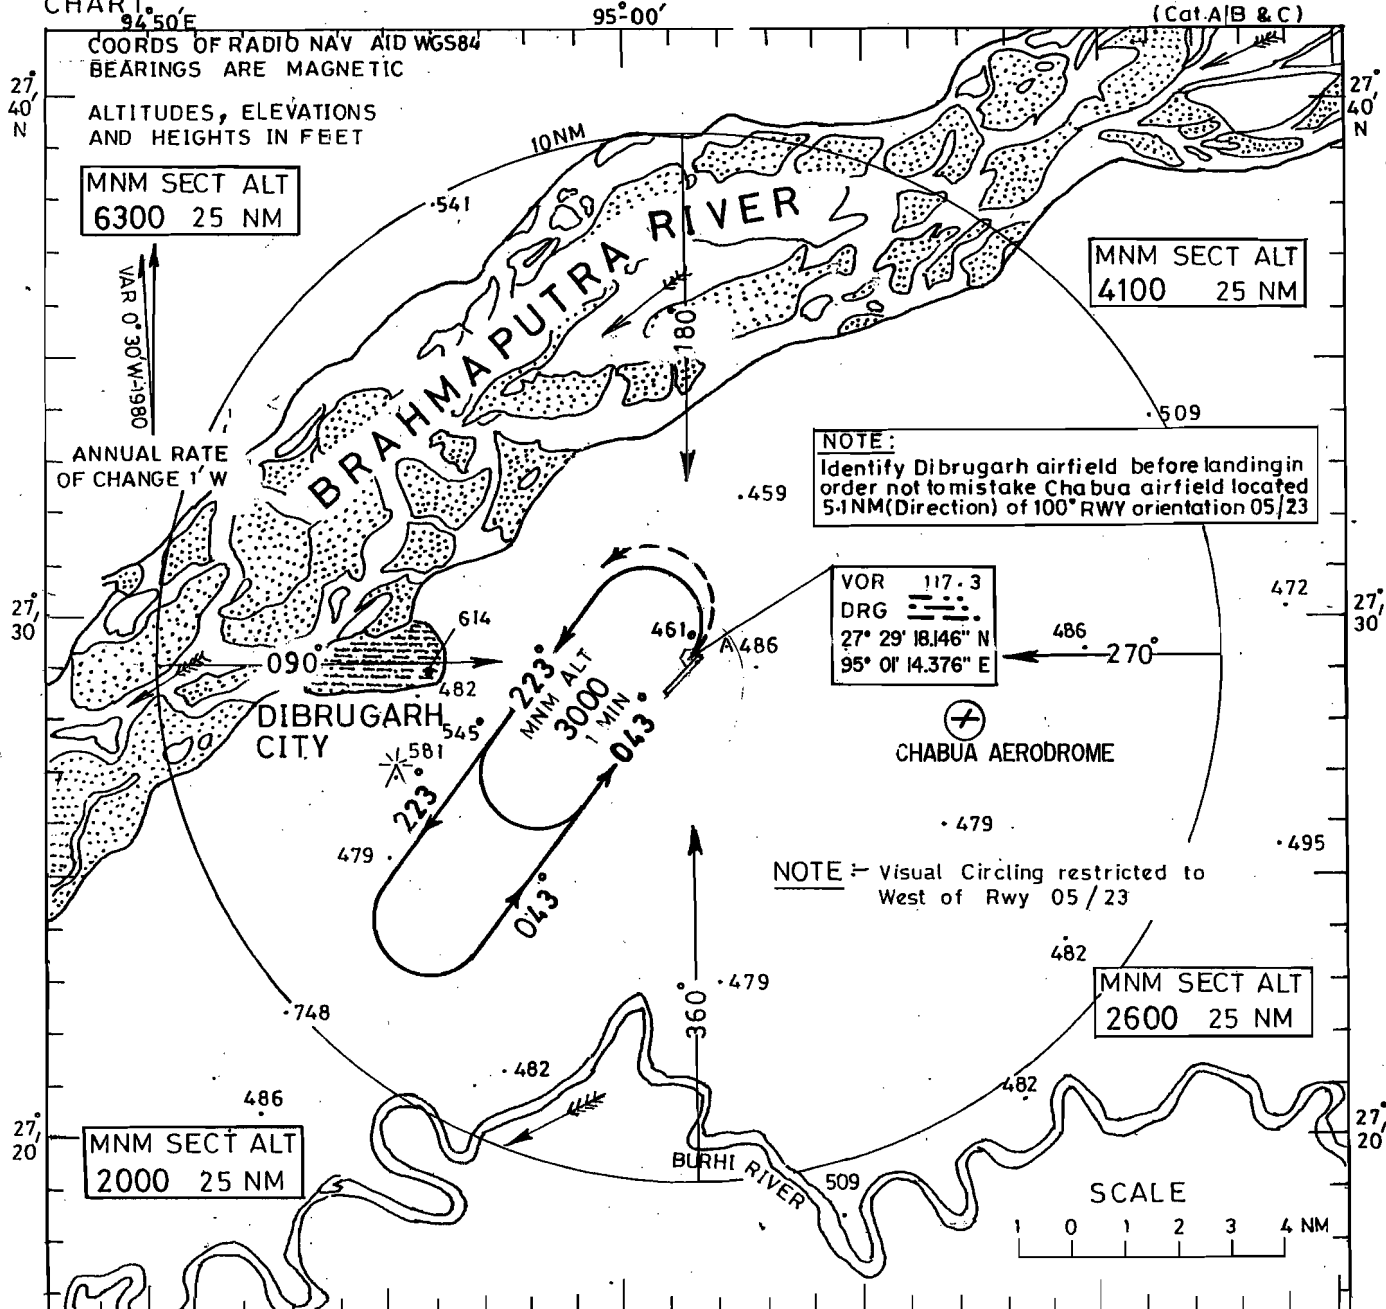 CHART
94°50'E
95°00'
(Cat.A/B & C)
COORDS OF RADIO NAV AID WGS84
BEARINGS ARE MAGNETIC
ALTITUDES, ELEVATIONS
AND HEIGHTS IN FEET
27°
40'
N
27°
40'
N
10 NM
MNM SECT ALT
6300 25 NM
541
BRAHMAPUTRA RIVER
MNM SECT ALT
4100 25 NM
VAR 0°30'W-1980
180°
ANNUAL RATE
OF CHANGE 1' W
509
NOTE:
Identify Dibrugarh airfield before landing in
order not to mistake Chabua airfield located
5.1NM(Direction) of 100° RWY orientation 05/23
459
VOR 117.3
DRG
27° 29' 18.146" N
95° 01' 14.376" E
472
27°
30'
27°
30'
614
461
486
486
090°
270°
482
DIBRUGARH
CITY
545
581
223°
MNM ALT
3000
1 MIN
043°
CHABUA AERODROME
223°
479
043°
479
495
NOTE :- Visual Circling restricted to
West of Rwy 05/23
482
479
360°
MNM SECT ALT
2600 25 NM
748
482
482
486
27°
20'
27°
20'
MNM SECT ALT
2000 25 NM
BURHI RIVER
509
SCALE
1 0 1 2 3 4 NM